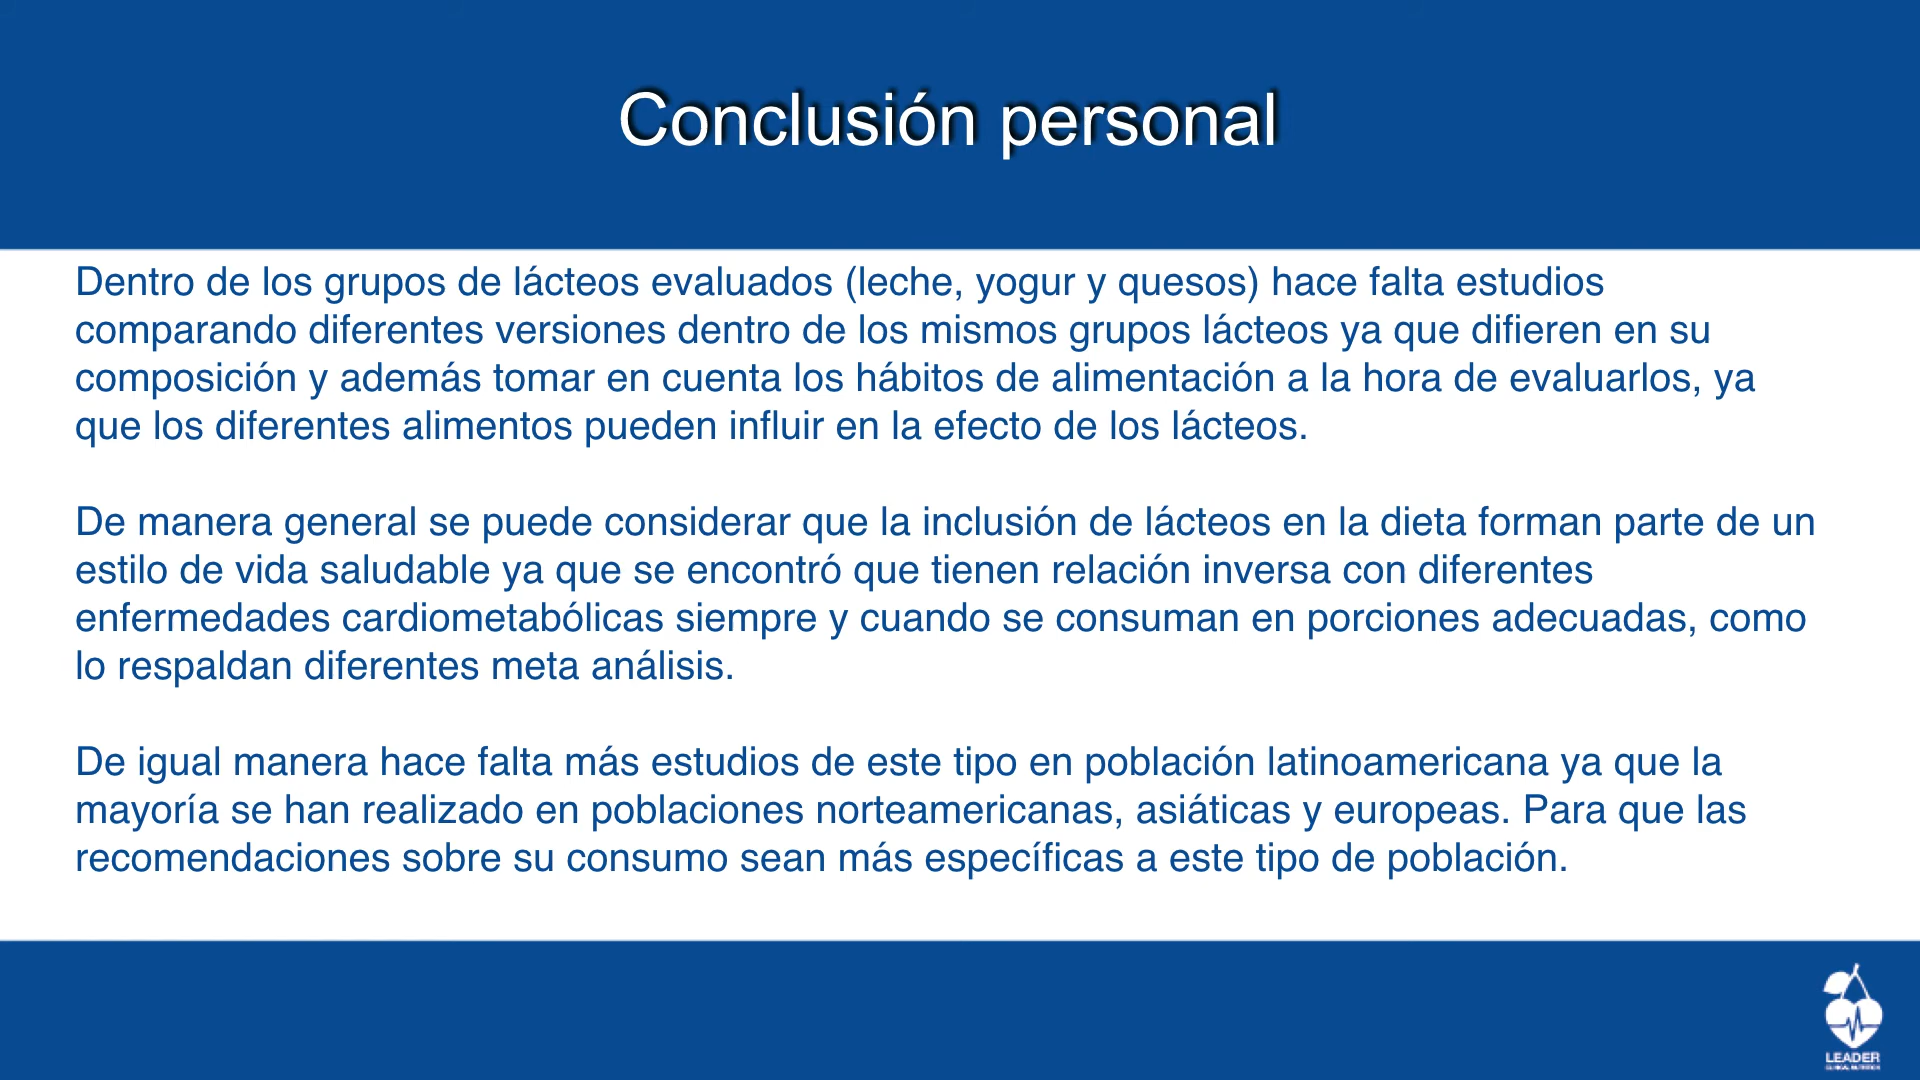 Conclusión personal
Dentro de los grupos de lácteos evaluados (leche, yogur y quesos) hace falta estudios
comparando diferentes versiones dentro de los mismos grupos lácteos ya que difieren en su
composición y además tomar en cuenta los hábitos de alimentación a la hora de evaluarlos, ya
que los diferentes alimentos pueden influir en la efecto de los lácteos.
De manera general se puede considerar que la inclusión de lácteos en la dieta forman parte de un
estilo de vida saludable ya que se encontró que tienen relación inversa con diferentes
enfermedades cardiometabólicas siempre y cuando se consuman en porciones adecuadas, como
lo respaldan diferentes meta análisis.
De igual manera hace falta más estudios de este tipo en población latinoamericana ya que la
mayoría se han realizado en poblaciones norteamericanas, asiáticas y europeas. Para que las
recomendaciones sobre su consumo sean más específicas a este tipo de población.
LEADER
CLINICAL NUTRITION